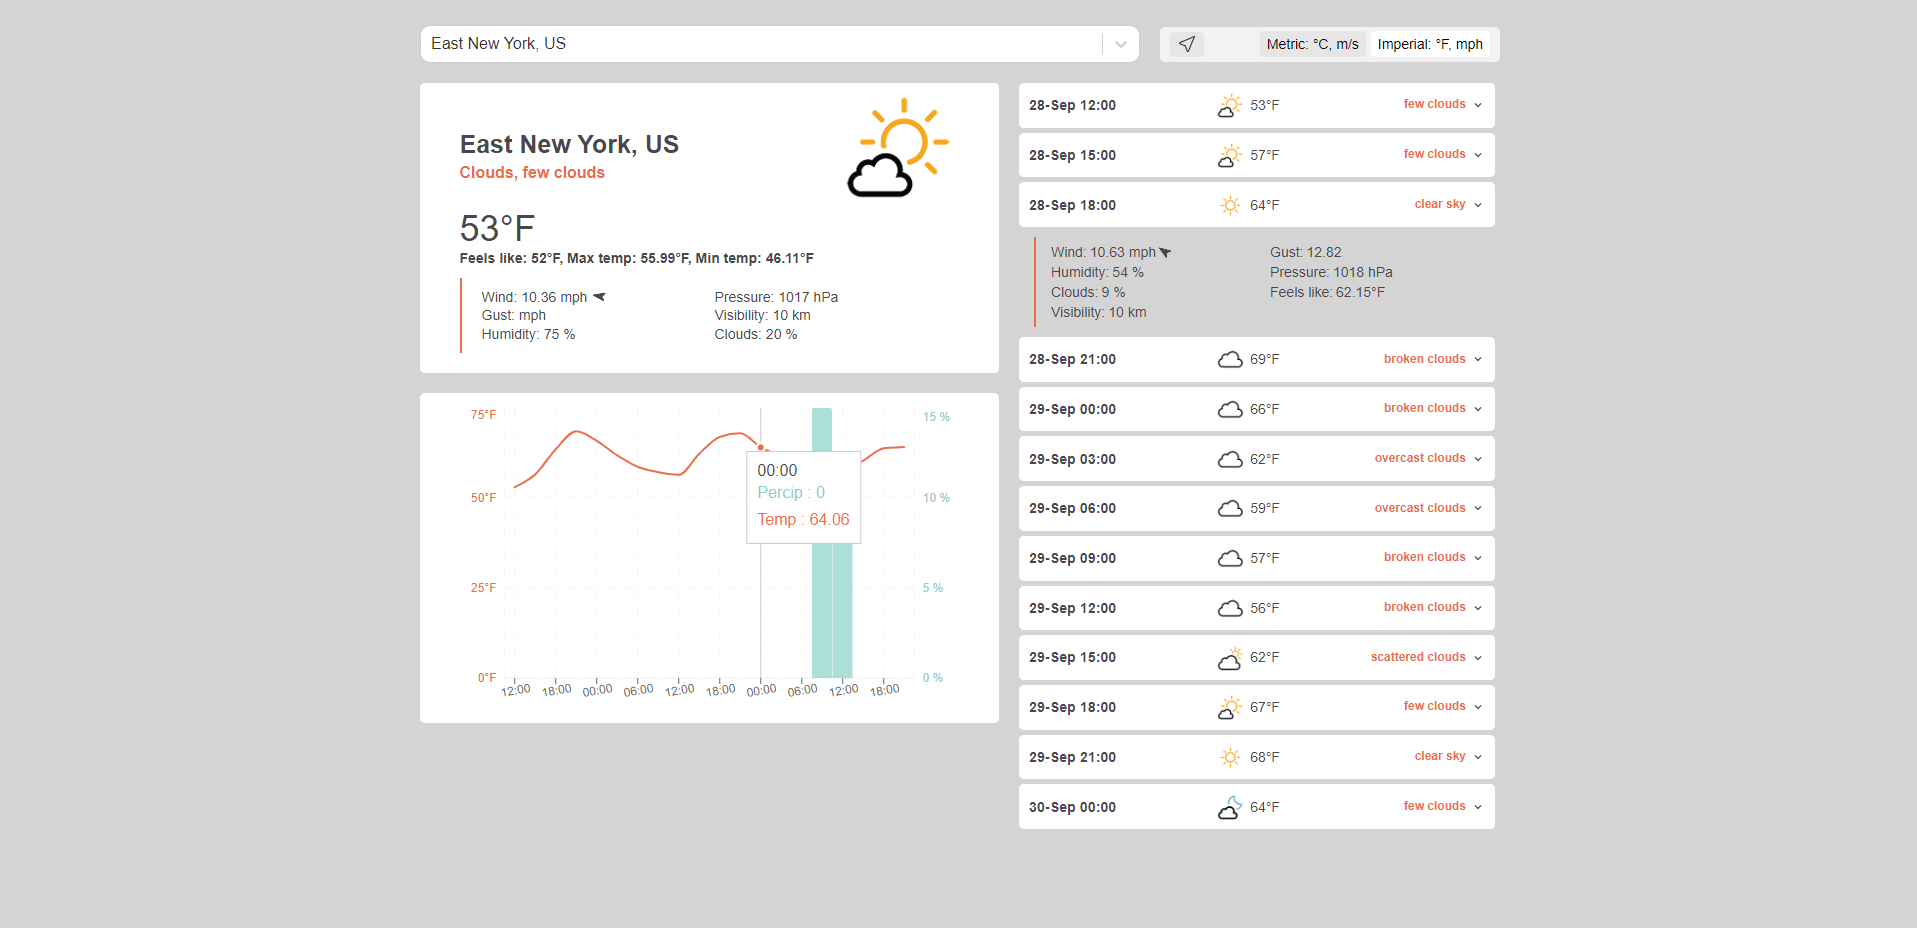 East New York, US
Metric: °C, m/s
Imperial: °F, mph
East New York, US
Clouds, few clouds
53°F
Feels like: 52°F, Max temp: 55.99°F, Min temp: 46.11°F
Wind: 10.36 mph
Gust: mph
Humidity: 75 %
Pressure: 1017 hPa
Visibility: 10 km
Clouds: 20 %
75°F
50°F
25°F
0°F
15 %
10 %
5 %
0 %
00:00
Percip : 0
Temp : 64.06
12:00 18:00 00:00 06:00 12:00 18:00 00:00 06:00 12:00 18:00
28-Sep 12:00 53°F few clouds
28-Sep 15:00 57°F few clouds
28-Sep 18:00 64°F clear sky
Wind: 10.63 mph
Humidity: 54 %
Clouds: 9 %
Visibility: 10 km
Gust: 12.82
Pressure: 1018 hPa
Feels like: 62.15°F
28-Sep 21:00 69°F broken clouds
29-Sep 00:00 66°F broken clouds
29-Sep 03:00 62°F overcast clouds
29-Sep 06:00 59°F overcast clouds
29-Sep 09:00 57°F broken clouds
29-Sep 12:00 56°F broken clouds
29-Sep 15:00 62°F scattered clouds
29-Sep 18:00 67°F few clouds
29-Sep 21:00 68°F clear sky
30-Sep 00:00 64°F few clouds